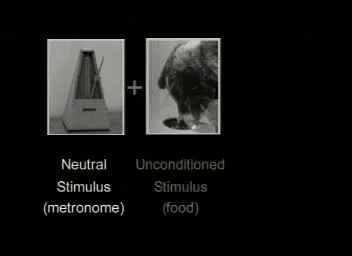 +
Neutral Unconditioned
Stimulus Stimulus
(metronome) (food)